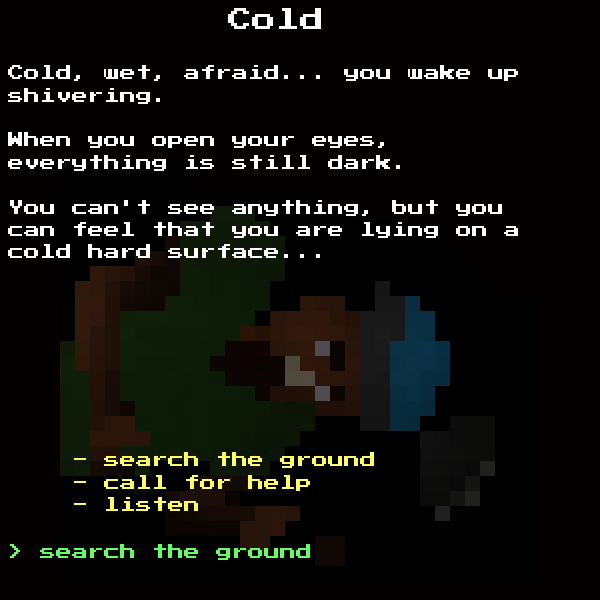 Cold
Cold, wet, afraid... you wake up
shivering.
When you open your eyes,
everything is still dark.
You can't see anything, but you
can feel that you are lying on a
cold hard surface...
- search the ground
- call for help
- listen
> search the ground